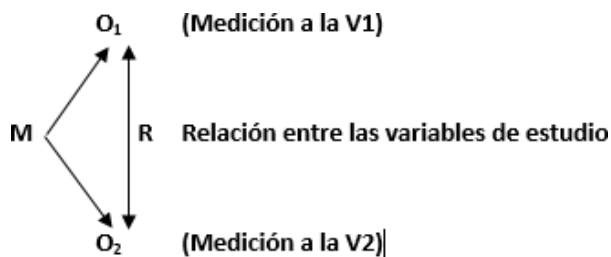 O₁ (Medición a la V1)
M R Relación entre las variables de estudio
O₂ (Medición a la V2)